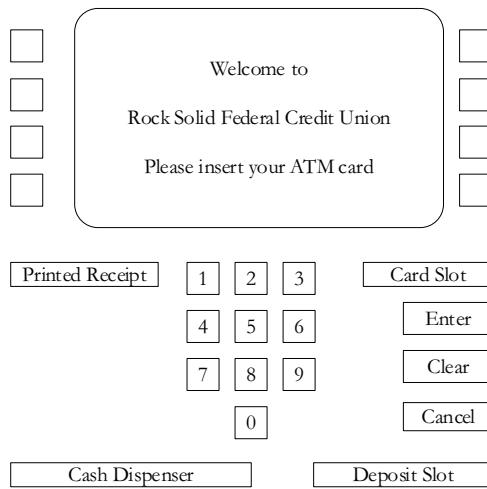 Welcome to
Rock Solid Federal Credit Union
Please insert your ATM card
Printed Receipt
1 2 3
Card Slot
4 5 6
Enter
7 8 9
Clear
0
Cancel
Cash Dispenser
Deposit Slot